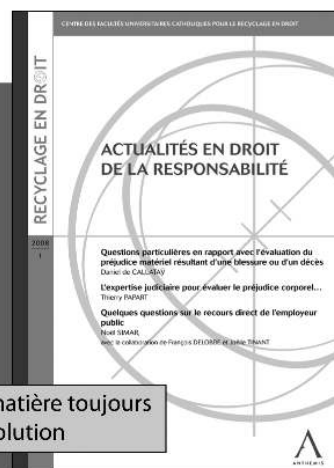 CENTRE DES FACULTÉS UNIVERSITAIRES CATHOLIQUES POUR LE RECYCLAGE EN DROIT
RECYCLAGE EN DROIT
2008
1
ACTUALITÉS EN DROIT
DE LA RESPONSABILITÉ
Questions particulières en rapport avec l'évaluation du
préjudice matériel résultant d'une blessure ou d'un décès
Daniel de CALLATAŸ
L'expertise judiciaire pour évaluer le préjudice corporel...
Thierry PAPART
Quelques questions sur le recours direct de l'employeur
public
Noël SIMAR,
avec la collaboration de François DELOBBE et Joëlle TINANT
matière toujours
olution
ANTHEMIS